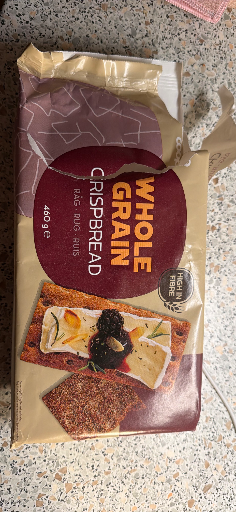 WHOLE
GRAIN
CRISPBREAD
RÅG · RUG · RUIS
460 g e
HIGH IN
FIBRE